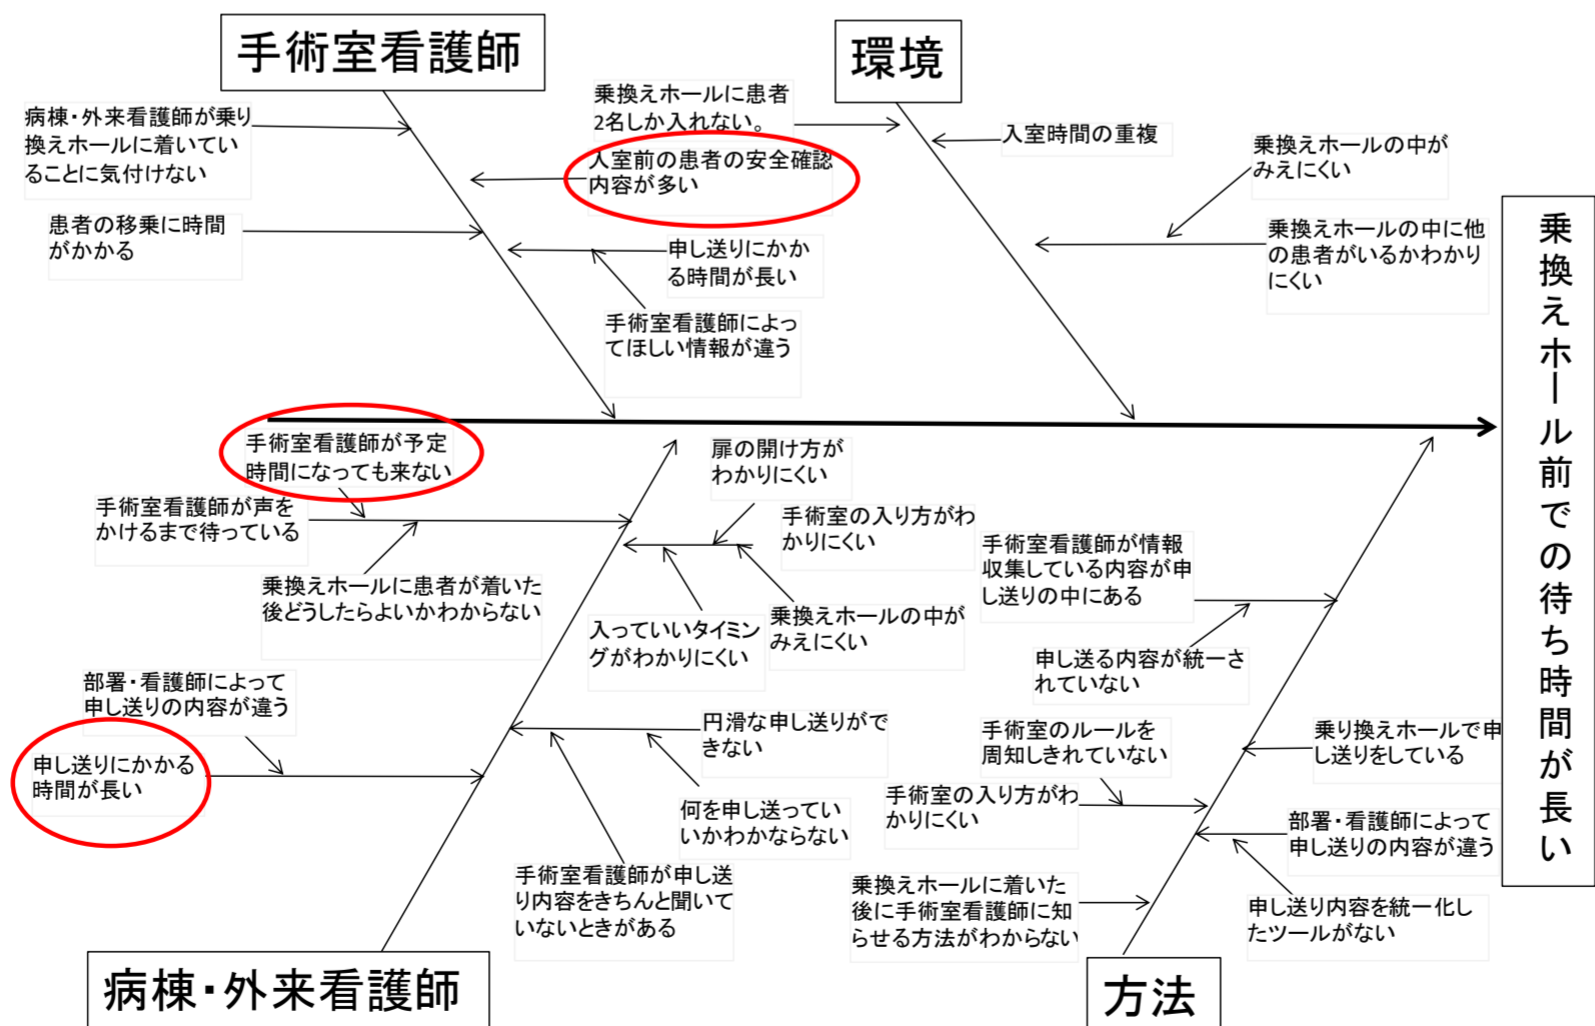 手術室看護師
環境
病棟・外来看護師が乗り
換えホールに着いてい
ることに気付けない
乗換えホールに患者
2名しか入れない。
入室前の患者の安全確認
内容が多い
入室時間の重複
乗換えホールの中が
みえにくい
患者の移乗に時間
がかかる
申し送りにかか
る時間が長い
乗換えホールの中に他
の患者がいるかわかり
にくい
手術室看護師によっ
てほしい情報が違う
乗換えホール前での待ち時間が長い
手術室看護師が予定
時間になっても来ない
扉の開け方が
わかりにくい
手術室看護師が声を
かけるまで待っている
手術室の入り方がわ
かりにくい
手術室看護師が情報
収集している内容が申
し送りの中にある
乗換えホールに患者が着いた
後どうしたらよいかわからない
入っていいタイミン
グがわかりにくい
乗換えホールの中が
みえにくい
申し送る内容が統一さ
れていない
部署・看護師によって
申し送りの内容が違う
円滑な申し送りがで
きない
手術室のルールを
周知しきれていない
乗り換えホールで申
し送りをしている
申し送りにかかる
時間が長い
手術室の入り方がわ
かりにくい
何を申し送ってい
いかわかならない
部署・看護師によって
申し送りの内容が違う
手術室看護師が申し送
り内容をきちんと聞いて
いないときがある
乗換えホールに着いた
後に手術室看護師に知
らせる方法がわからない
申し送り内容を統一化し
たツールがない
病棟・外来看護師
方法